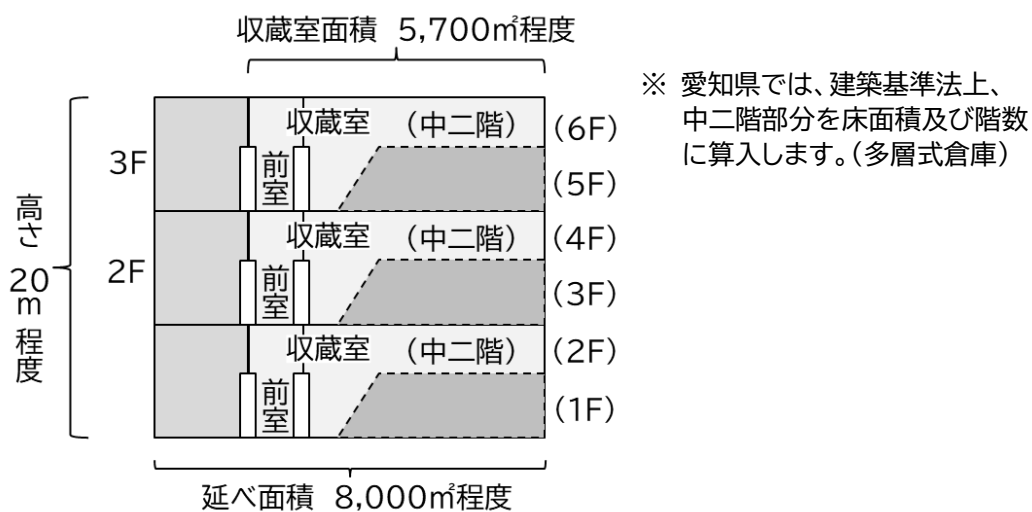 収蔵室面積 5,700㎡程度
※ 愛知県では、建築基準法上、
中二階部分を床面積及び階数
に算入します。(多層式倉庫)
高さ 20m程度
3F
収蔵室
(中二階)
(6F)
前室
(5F)
2F
収蔵室
(中二階)
(4F)
前室
(3F)
収蔵室
(中二階)
(2F)
前室
(1F)
延べ面積 8,000㎡程度